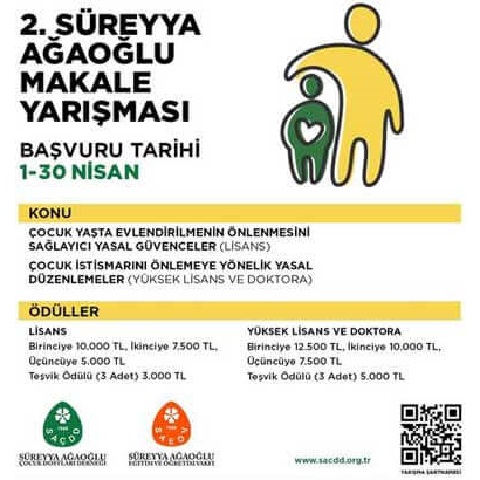 2. SÜREYYA
AĞAOĞLU
MAKALE
YARIŞMASI
BAŞVURU TARİHİ
1-30 NİSAN
KONU
ÇOCUK YAŞTA EVLENDİRİLMENİN ÖNLENMESİNİ
SAĞLAYICI YASAL GÜVENCELER (LİSANS)
ÇOCUK İSTİSMARINI ÖNLEMEYE YÖNELİK YASAL
DÜZENLEMELER (YÜKSEK LİSANS VE DOKTORA)
ÖDÜLLER
LİSANS
Birinciye 10.000 TL, İkinciye 7.500 TL,
Üçüncüye 5.000 TL
Teşvik Ödülü (3 Adet) 3.000 TL
YÜKSEK LİSANS VE DOKTORA
Birinciye 12.500 TL, İkinciye 10.000 TL,
Üçüncüye 7.500 TL
Teşvik Ödülü (3 Adet) 5.000 TL
SAÇDD
SÜREYYA AĞAOĞLU
ÇOCUK DOSTLARI DERNEĞİ
SAEV
SÜREYYA AĞAOĞLU
EĞİTİM VE ÖĞRETİM VAKFI
www.sacdd.org.tr
YARIŞMA ŞARTNAMESİ